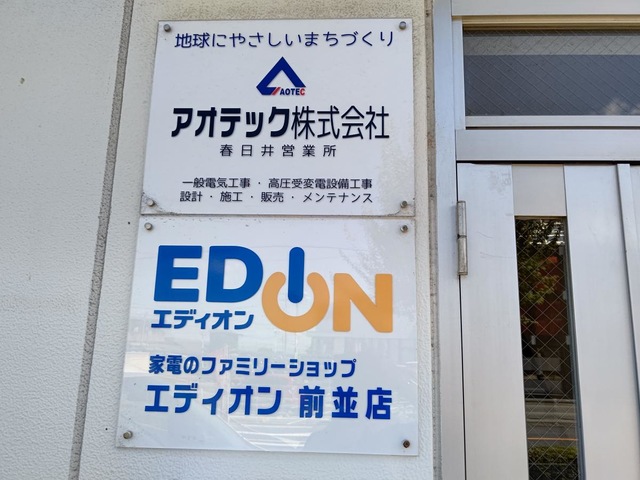 地球にやさしいまちづくり
AOTEC
アオテック株式会社
春日井営業所
一般電気工事・高圧受変電設備工事
設計・施工・販売・メンテナンス
EDION
エディオン
家電のファミリーショップ
エディオン 前並店